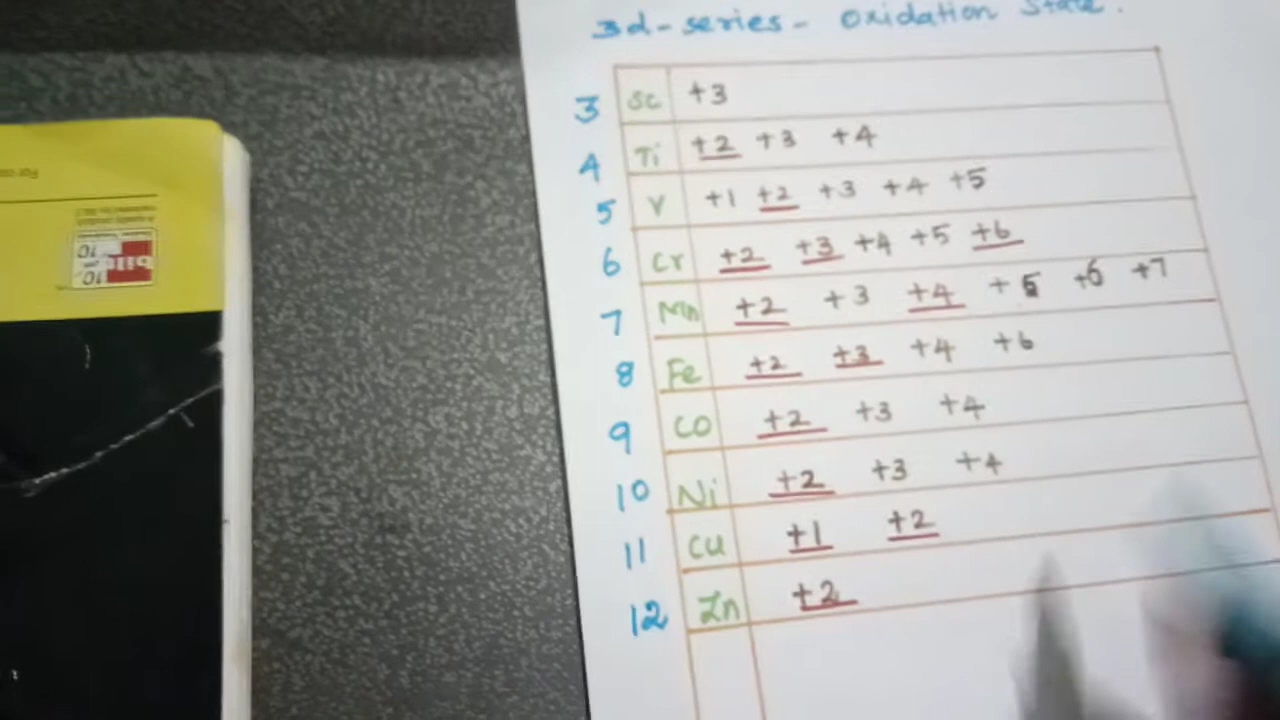 3d-series - Oxidation State.
3 Sc +3
4 Ti +2 +3 +4
5 V +1 +2 +3 +4 +5
6 Cr +2 +3 +4 +5 +6
7 Mn +2 +3 +4 +5 +6 +7
8 Fe +2 +3 +4 +6
9 CO +2 +3 +4
10 Ni +2 +3 +4
11 Cu +1 +2
12 Zn +2